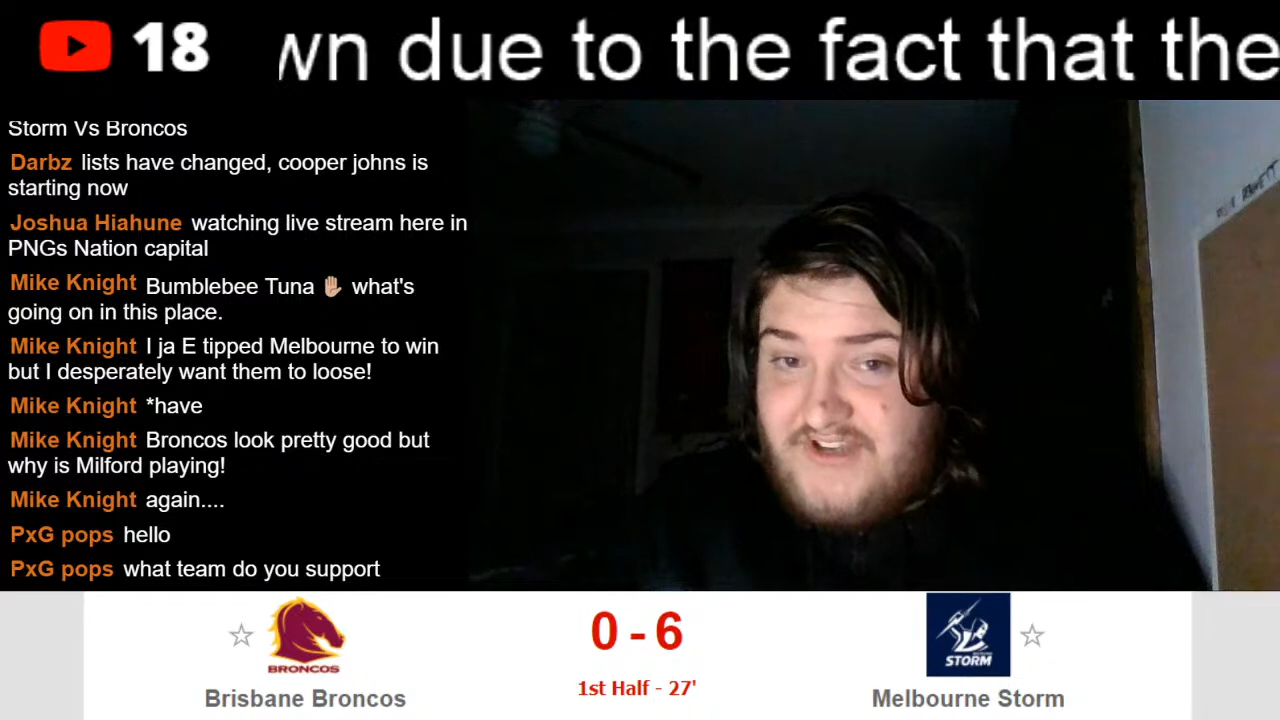 18
wn due to the fact that the
Storm Vs Broncos
Darbz lists have changed, cooper johns is
starting now
Joshua Hiahune watching live stream here in
PNGs Nation capital
Mike Knight Bumblebee Tuna ✋🏼 what's
going on in this place.
Mike Knight I ja E tipped Melbourne to win
but I desperately want them to loose!
Mike Knight *have
Mike Knight Broncos look pretty good but
why is Milford playing!
Mike Knight again....
PxG pops hello
PxG pops what team do you support
BRONCOS
Brisbane Broncos
0 - 6
1st Half - 27'
STORM
Melbourne Storm